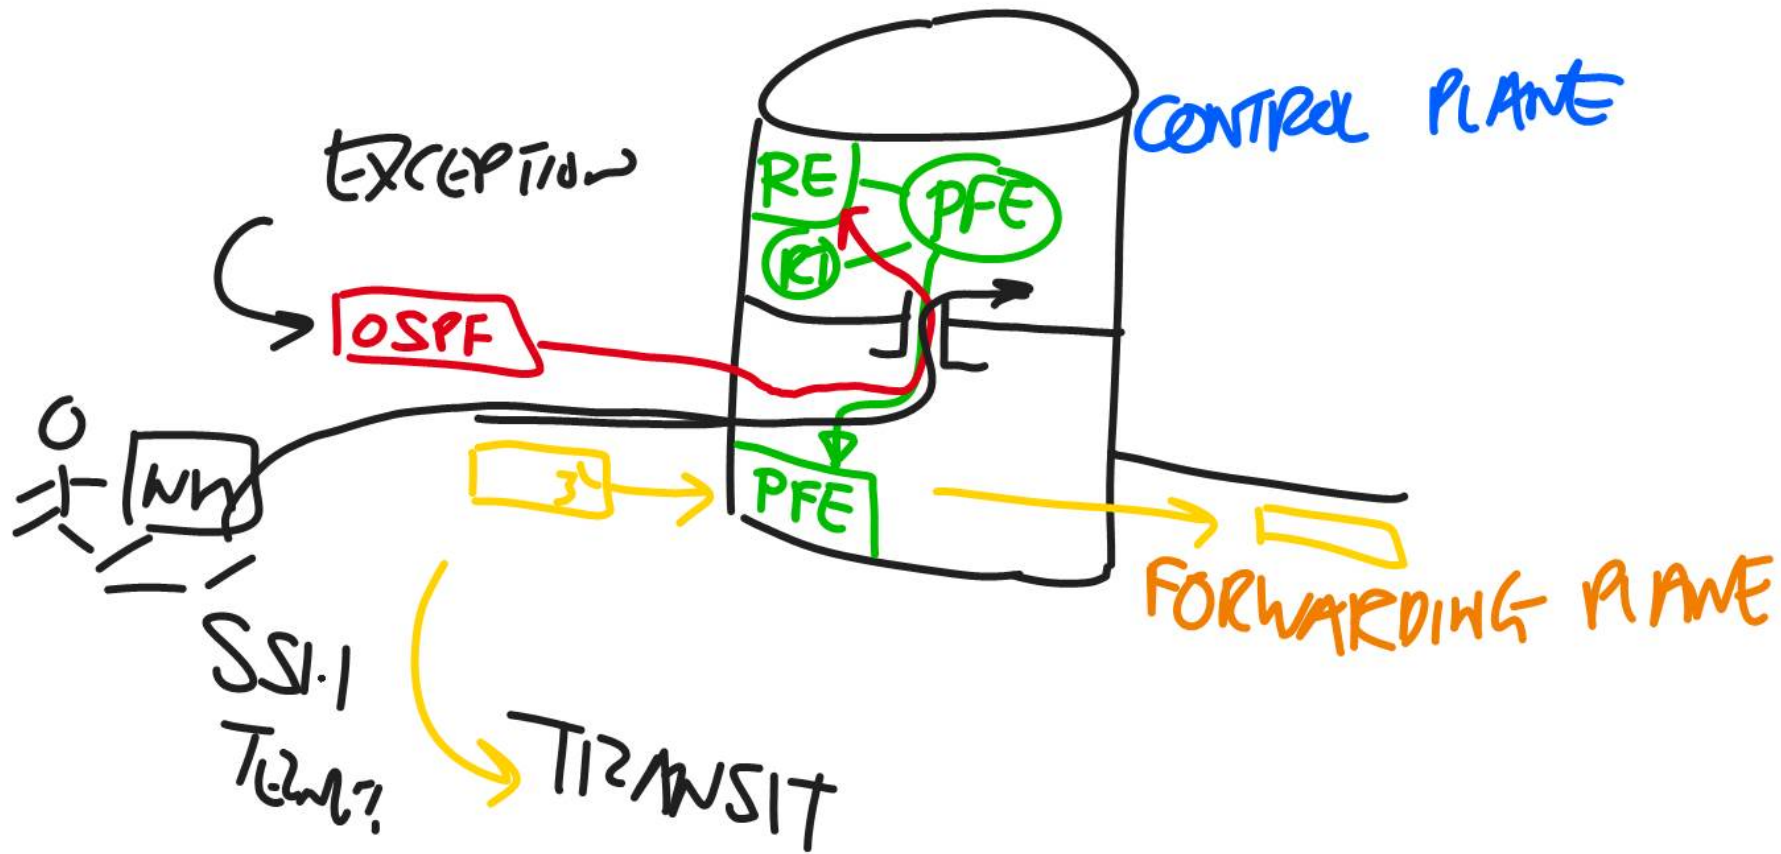 CONTROL PLANE
EXCEPTION
RE
PFE
OSPF
PFE
FORWARDING PLANE
SSH
TRANSIT